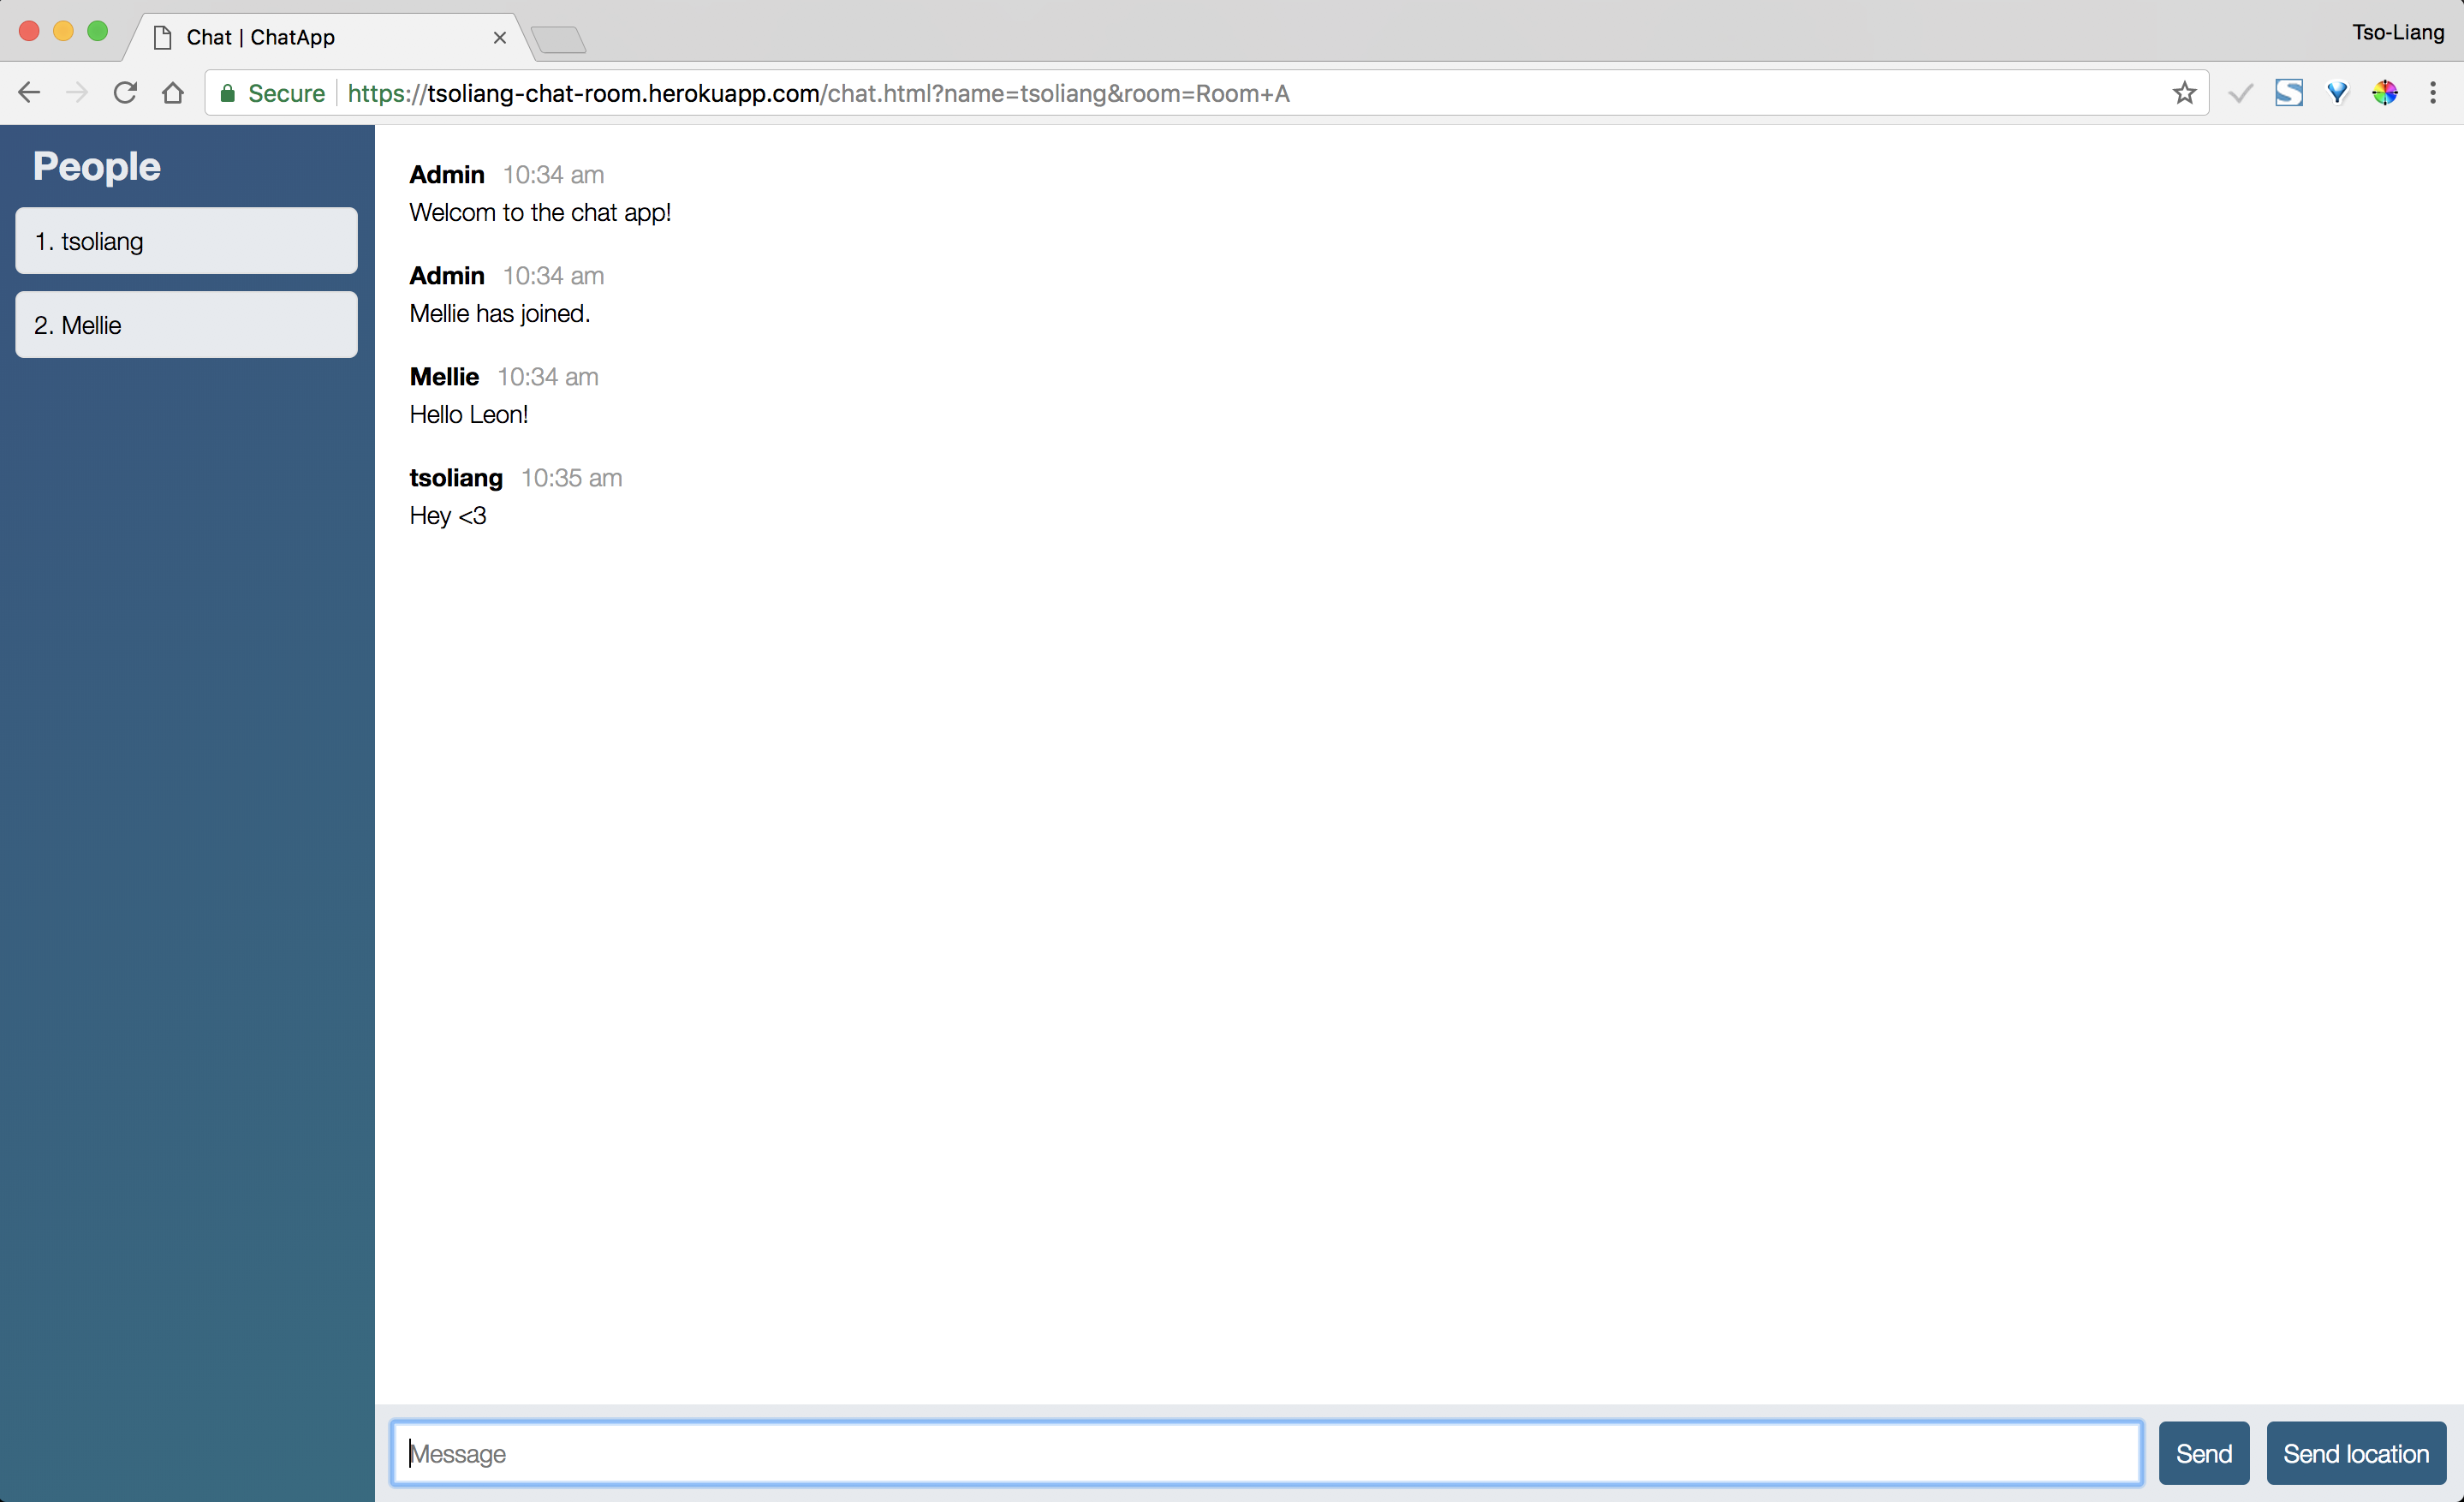 Chat | ChatApp
Tso-Liang
Secure https://tsoliang-chat-room.herokuapp.com/chat.html?name=tsoliang&room=Room+A
People
1. tsoliang
2. Mellie
Admin 10:34 am
Welcom to the chat app!
Admin 10:34 am
Mellie has joined.
Mellie 10:34 am
Hello Leon!
tsoliang 10:35 am
Hey <3
Message
Send
Send location